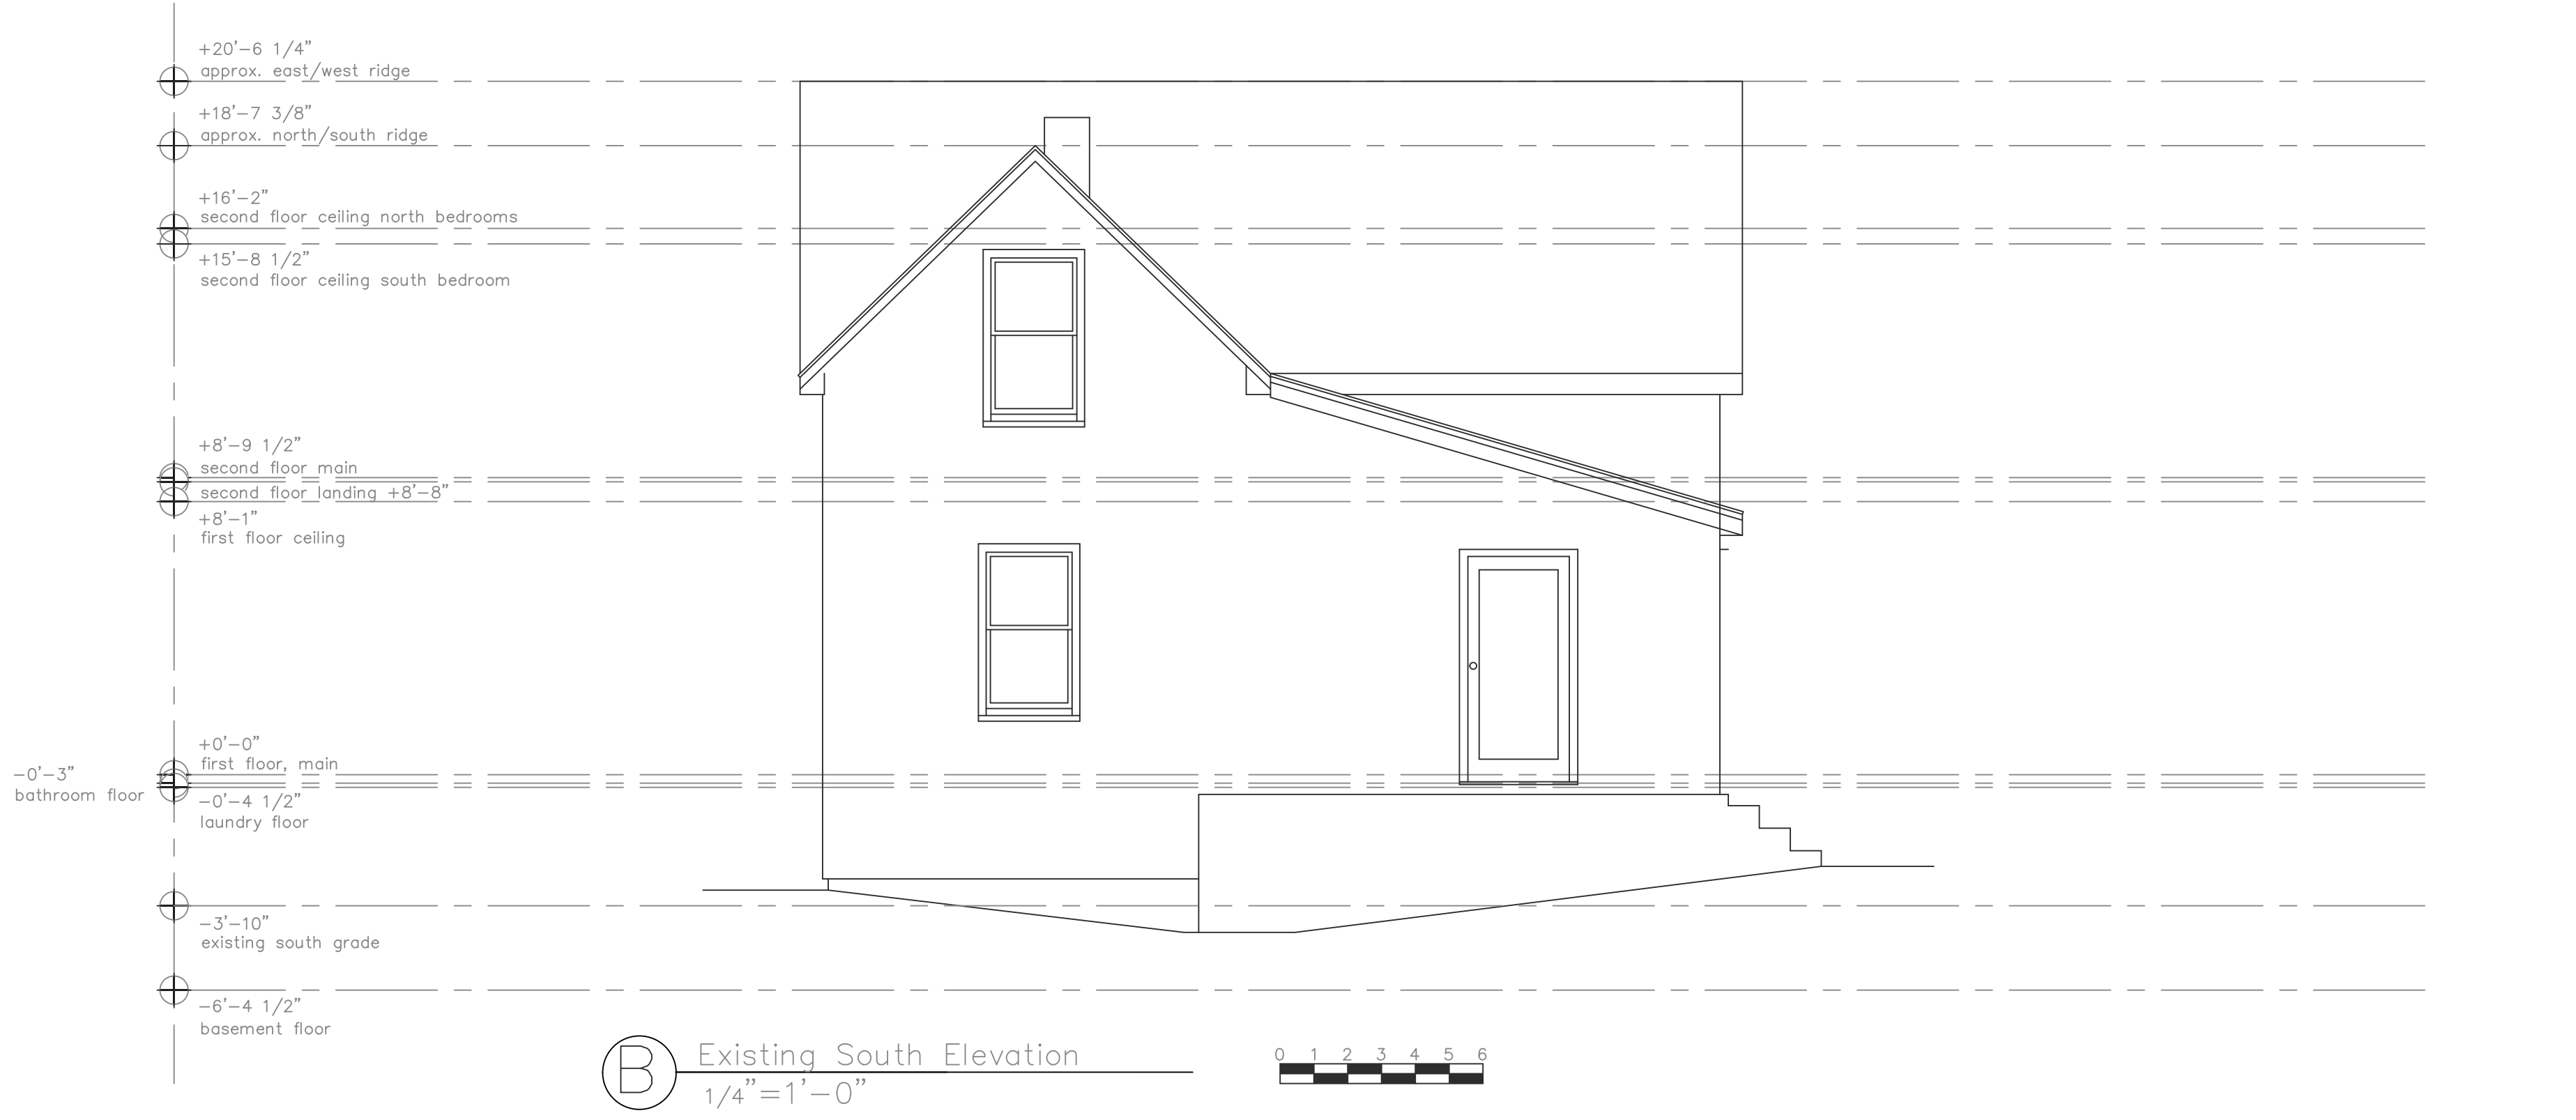 +20'-6 1/4"
approx. east/west ridge
+18'-7 3/8"
approx. north/south ridge
+16'-2"
second floor ceiling north bedrooms
+15'-8 1/2"
second floor ceiling south bedroom
+8'-9 1/2"
second floor main
second floor landing +8'-8"
+8'-1"
first floor ceiling
+0'-0"
first floor, main
-0'-3"
bathroom floor
-0'-4 1/2"
laundry floor
-3'-10"
existing south grade
-6'-4 1/2"
basement floor
B
Existing South Elevation
1/4"=1'-0"
0 1 2 3 4 5 6